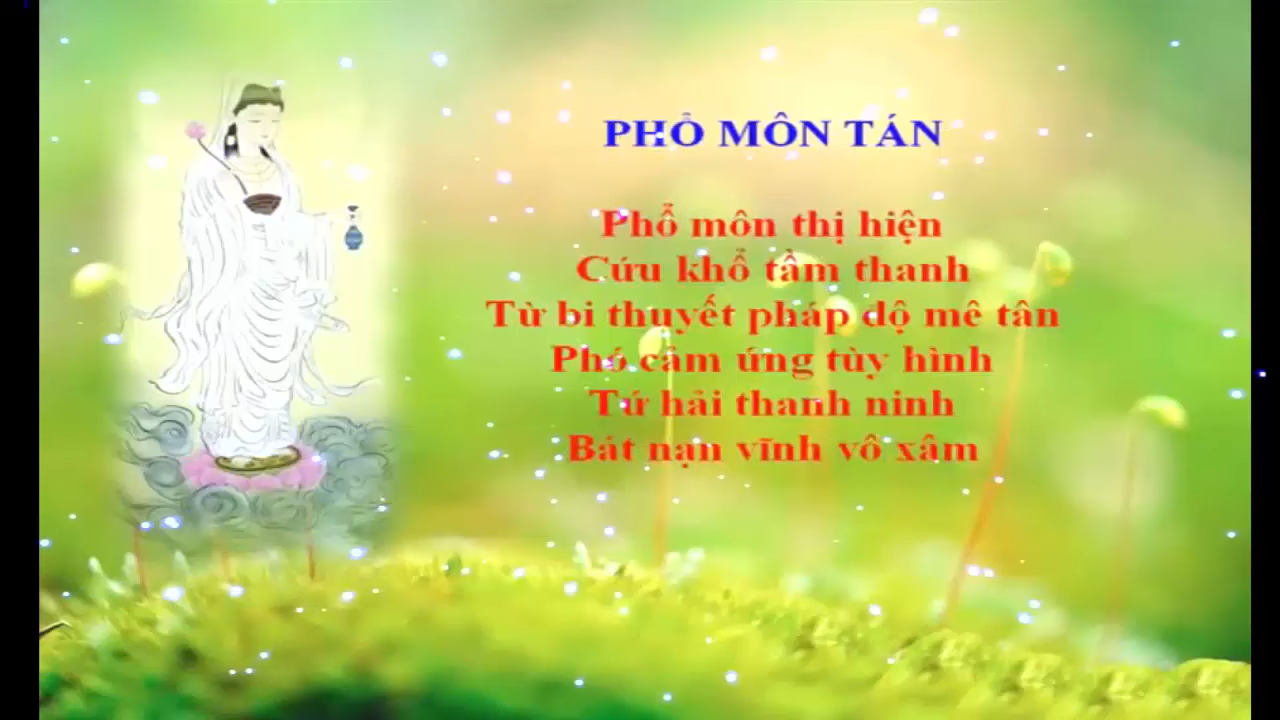 PHỔ MÔN TÁN
Phổ môn thị hiện
Cứu khổ tầm thanh
Từ bi thuyết pháp độ mê tân
Phó cảm ứng tùy hình
Tứ hải thanh ninh
Bát nạn vĩnh vô xâm